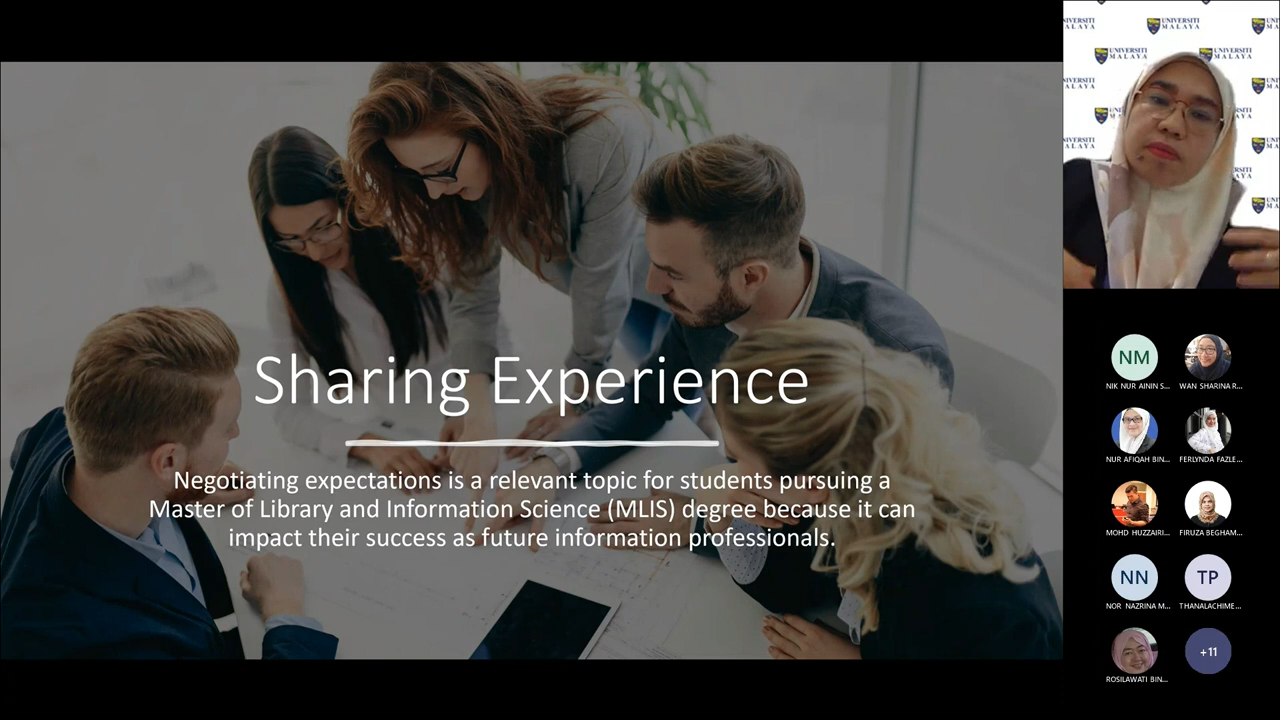 Sharing Experience
Negotiating expectations is a relevant topic for students pursuing a
Master of Library and Information Science (MLIS) degree because it can
impact their success as future information professionals.
UNIVERSITI
MALAYA
NM
NIK NUR AININ S...
WAN SHARINA R...
NUR AFIQAH BIN...
FERLYNDA FAZLE...
MOHD HUZZAIRI...
FIRUZA BEGHAM...
NN
NOR NAZRINA M...
TP
THANALACHIME...
ROSILAWATI BIN...
+11